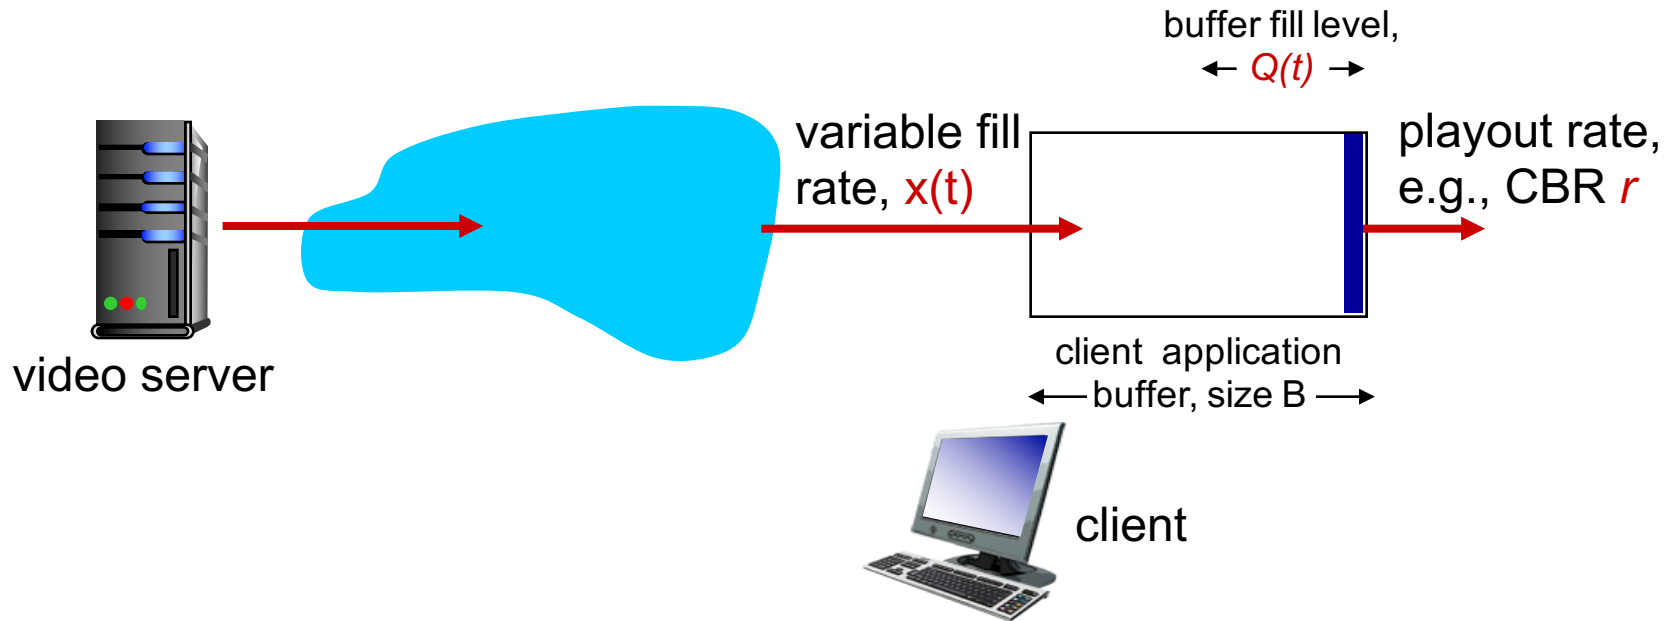 buffer fill level,
Q(t)
variable fill
rate, x(t)
playout rate,
e.g., CBR r
video server
client application
buffer, size B
client